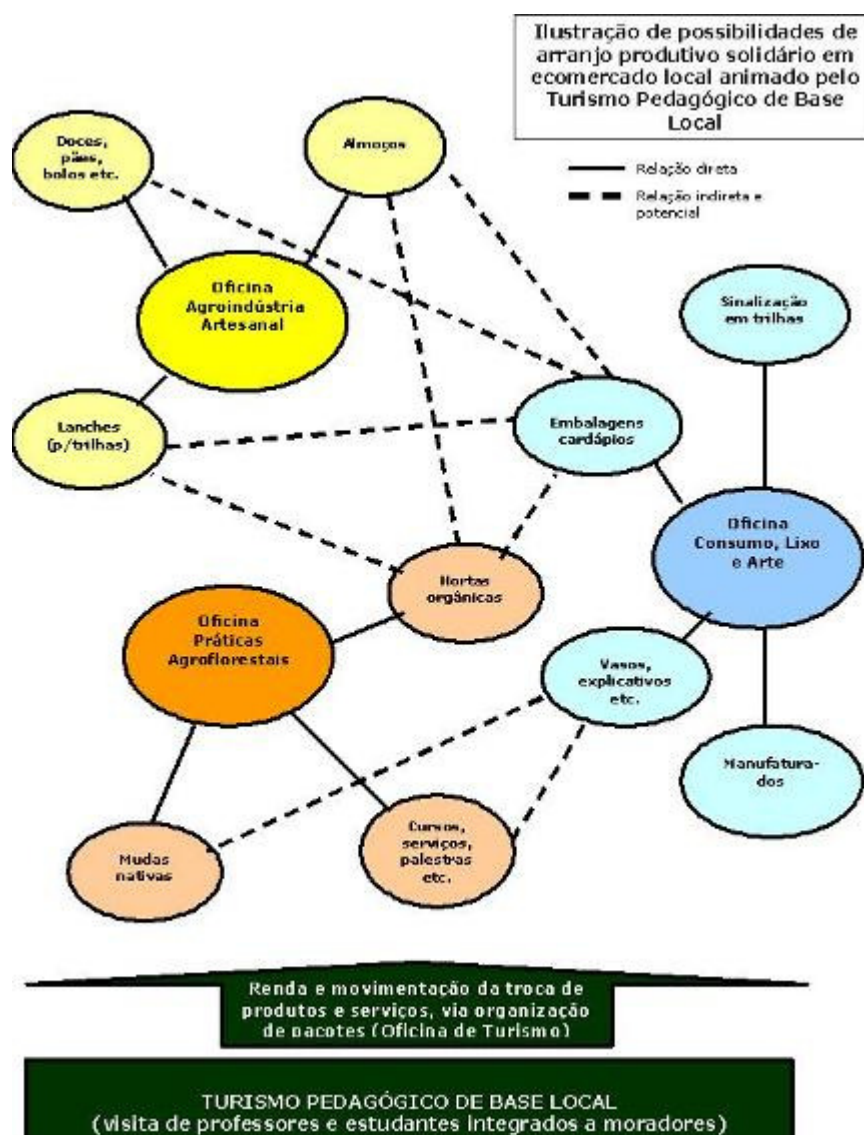 Ilustração de possibilidades de
arranjo produtivo solidário em
ecomercado local animado pelo
Turismo Pedagógico de Base
Local
Relação direta
Relação indireta e
potencial
Doces,
pães,
bolos etc.
Almoços
Oficina
Agroindústria
Artesanal
Sinalização
em trilhas
Lanches
(p/trilhas)
Embalagens
cardápios
Oficina
Consumo, Lixo
e Arte
Hortas
orgânicas
Oficina
Práticas
Agroflorestais
Vasos,
explicativos
etc.
Manufatura-
dos
Mudas
nativas
Cursos,
serviços,
palestras
etc.
Renda e movimentação da troca de
produtos e serviços, via organização
de pacotes (Oficina de Turismo)
TURISMO PEDAGÓGICO DE BASE LOCAL
(visita de professores e estudantes integrados a moradores)